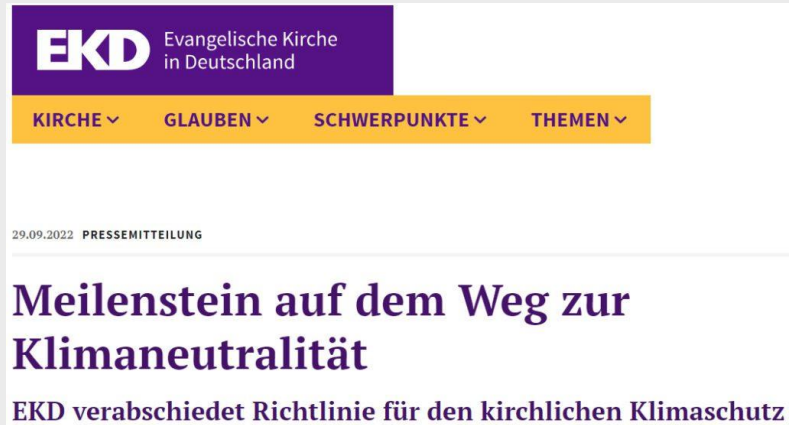 EKD Evangelische Kirche
in Deutschland
KIRCHE GLAUBEN SCHWERPUNKTE THEMEN
29.09.2022 PRESSEMITTEILUNG
Meilenstein auf dem Weg zur
Klimaneutralität
EKD verabschiedet Richtlinie für den kirchlichen Klimaschutz